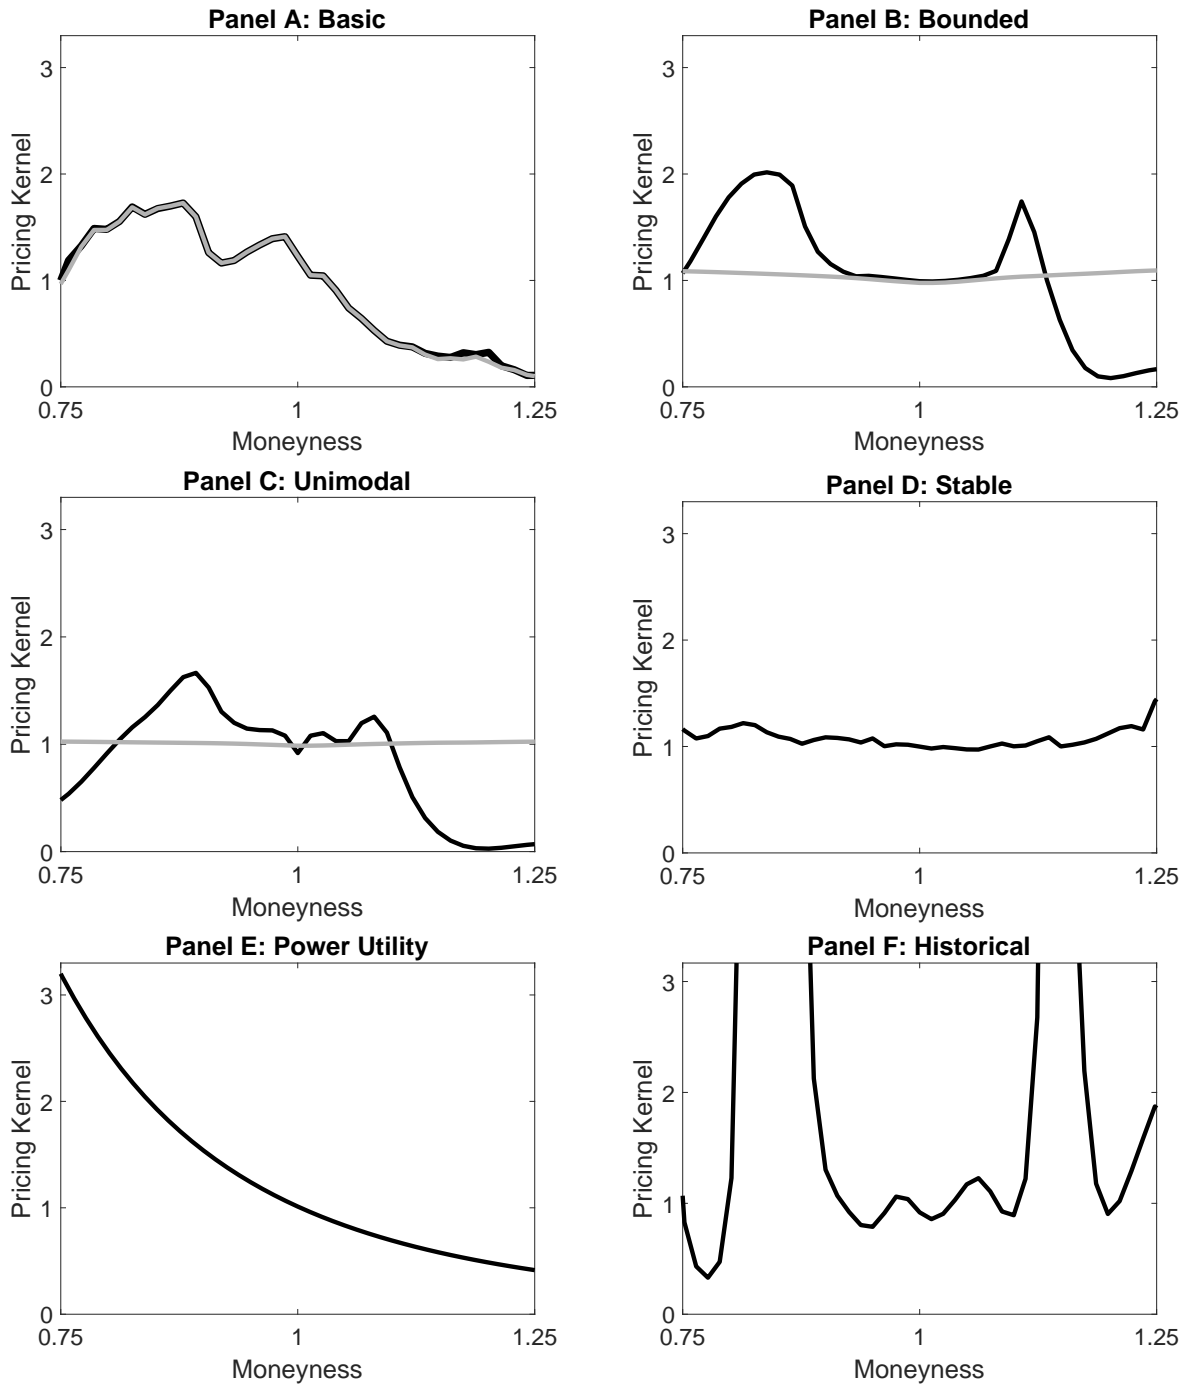 Panel A: Basic
3
2
1
0
0.75
1
1.25
Pricing Kernel
Moneyness
Panel B: Bounded
3
2
1
0
0.75
1
1.25
Pricing Kernel
Moneyness
Panel C: Unimodal
3
2
1
0
0.75
1
1.25
Pricing Kernel
Moneyness
Panel D: Stable
3
2
1
0
0.75
1
1.25
Pricing Kernel
Moneyness
Panel E: Power Utility
3
2
1
0
0.75
1
1.25
Pricing Kernel
Moneyness
Panel F: Historical
3
2
1
0
0.75
1
1.25
Pricing Kernel
Moneyness